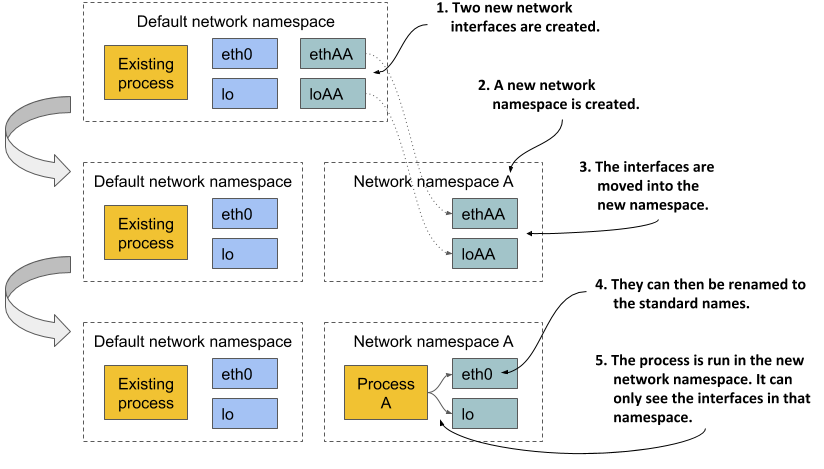 Default network namespace
Existing
process
eth0
lo
ethAA
loAA
1. Two new network
interfaces are created.
2. A new network
namespace is created.
Default network namespace
Existing
process
eth0
lo
Network namespace A
ethAA
loAA
3. The interfaces are
moved into the
new namespace.
4. They can then be renamed to
the standard names.
Default network namespace
Existing
process
eth0
lo
Network namespace A
Process
A
eth0
lo
5. The process is run in the new
network namespace. It can
only see the interfaces in that
namespace.